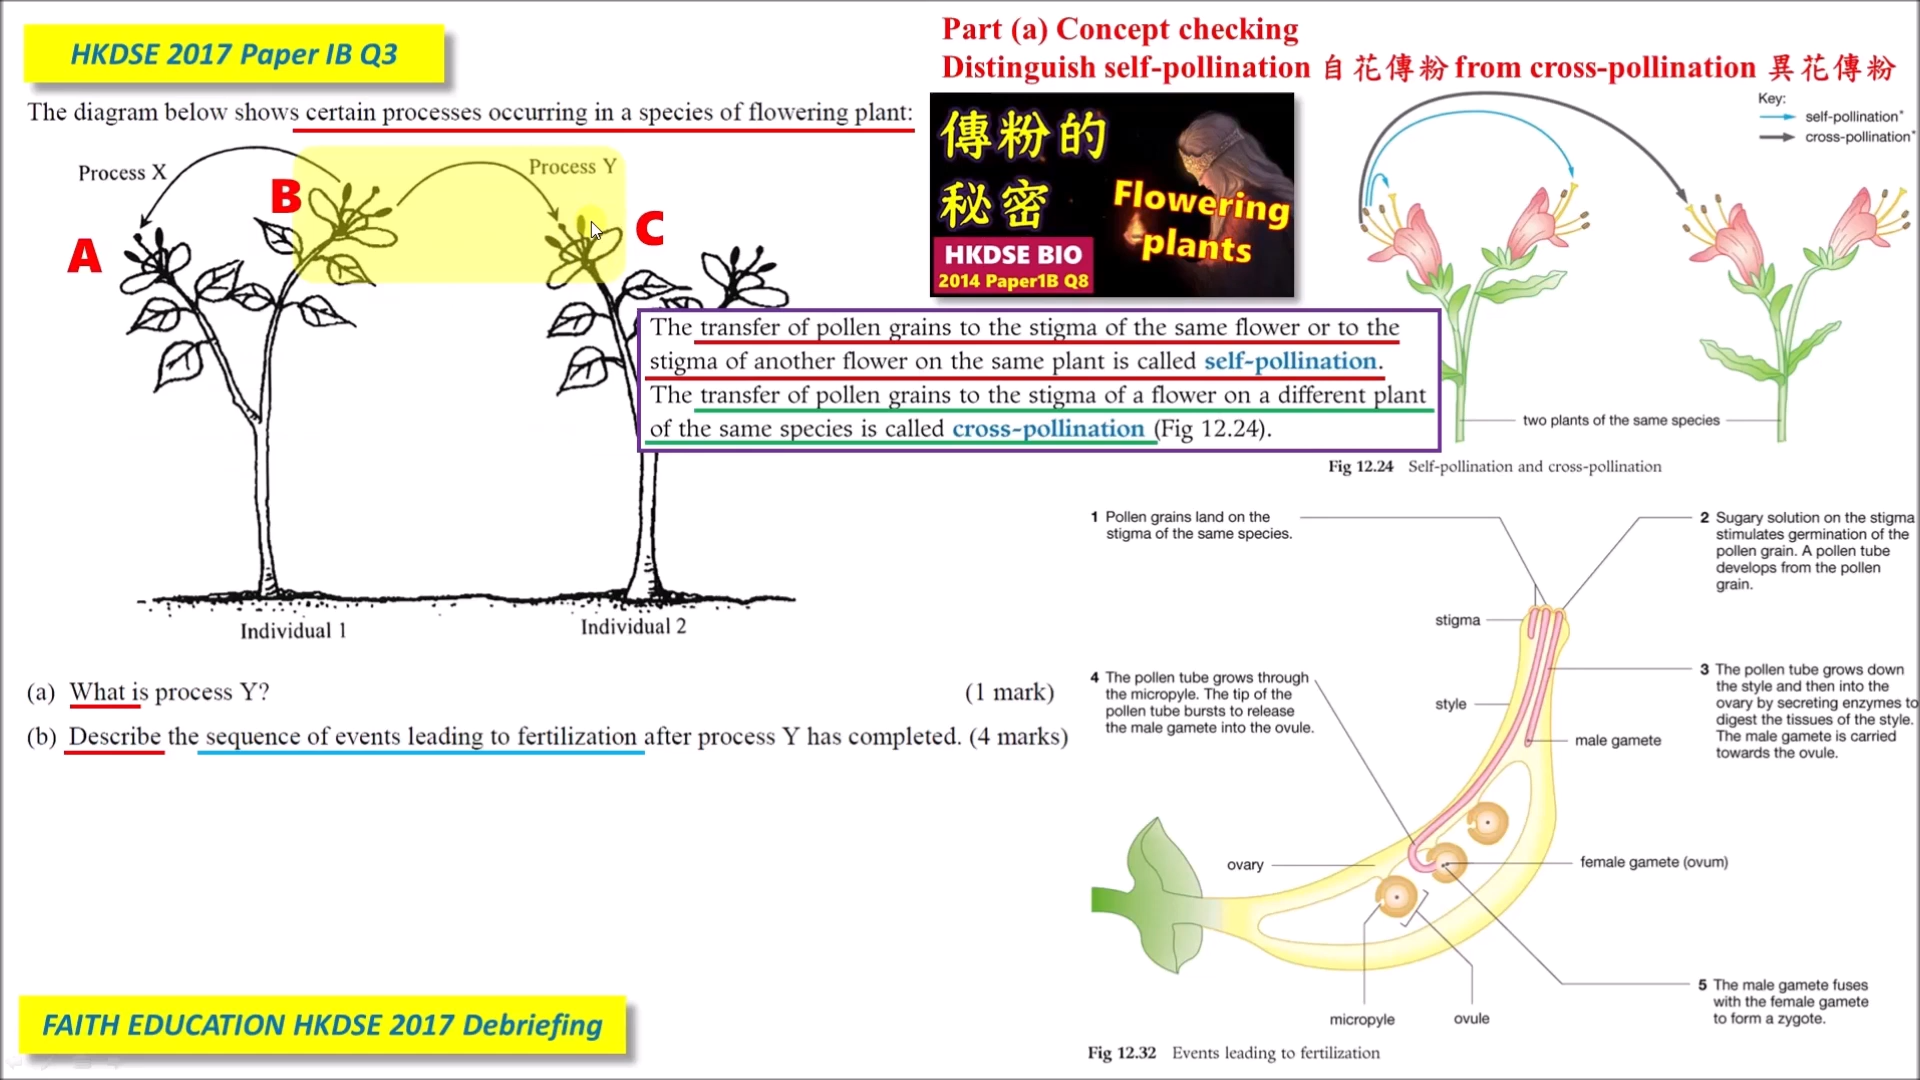 HKDSE 2017 Paper IB Q3
Part (a) Concept checking
Distinguish self-pollination 自花傳粉 from cross-pollination 異花傳粉
The diagram below shows certain processes occurring in a species of flowering plant:
Process X
Process Y
A
B
C
Individual 1
Individual 2
傳粉的
秘密
Flowering
plants
HKDSE BIO
2014 Paper1B Q8
Key:
self-pollination*
cross-pollination*
two plants of the same species
Fig 12.24 Self-pollination and cross-pollination
The transfer of pollen grains to the stigma of the same flower or to the
stigma of another flower on the same plant is called self-pollination.
The transfer of pollen grains to the stigma of a flower on a different plant
of the same species is called cross-pollination (Fig 12.24).
(a) What is process Y? (1 mark)
(b) Describe the sequence of events leading to fertilization after process Y has completed. (4 marks)
1 Pollen grains land on the
stigma of the same species.
2 Sugary solution on the stigma
stimulates germination of the
pollen grain. A pollen tube
develops from the pollen
grain.
stigma
3 The pollen tube grows down
the style and then into the
ovary by secreting enzymes to
digest the tissues of the style.
The male gamete is carried
towards the ovule.
4 The pollen tube grows through
the micropyle. The tip of the
pollen tube bursts to release
the male gamete into the ovule.
style
male gamete
ovary
female gamete (ovum)
5 The male gamete fuses
with the female gamete
to form a zygote.
micropyle
ovule
Fig 12.32 Events leading to fertilization
FAITH EDUCATION HKDSE 2017 Debriefing